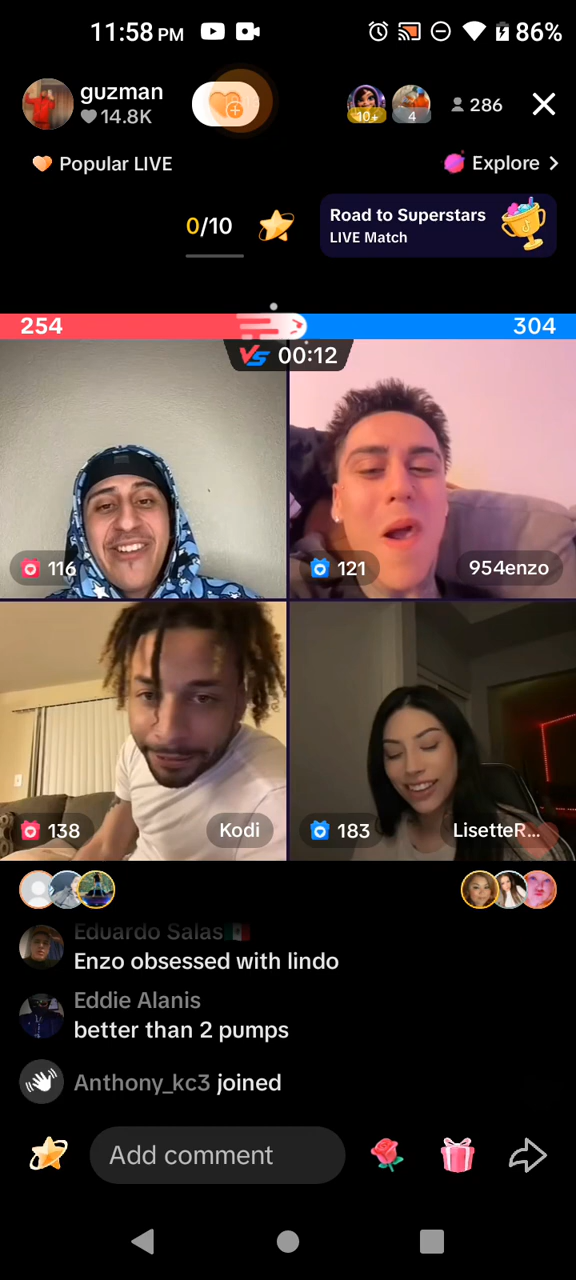 11:58 PM
86%
guzman
14.8K
10+
4
286
Popular LIVE
Explore >
0/10
Road to Superstars
LIVE Match
254
304
VS 00:12
116
121
954enzo
138
Kodi
183
LisetteR...
Eduardo Salas🇲🇽
Enzo obsessed with lindo
Eddie Alanis
better than 2 pumps
Anthony_kc3 joined
Add comment